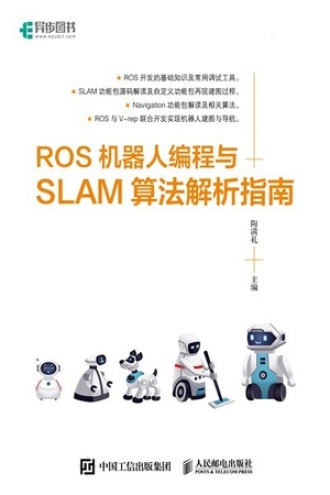 异步图书
www.epubit.com
★ ROS 开发的基础知识及常用调试工具。
★ SLAM 功能包源码解读及自定义功能包再现建图过程。
★ Navigation 功能包解读及相关算法。
★ ROS 与 V-rep 联合开发实现机器人建图与导航。
ROS 机器人编程与
SLAM 算法解析指南
陶满礼
主编
中国工信出版集团
人民邮电出版社
POSTS & TELECOM PRESS